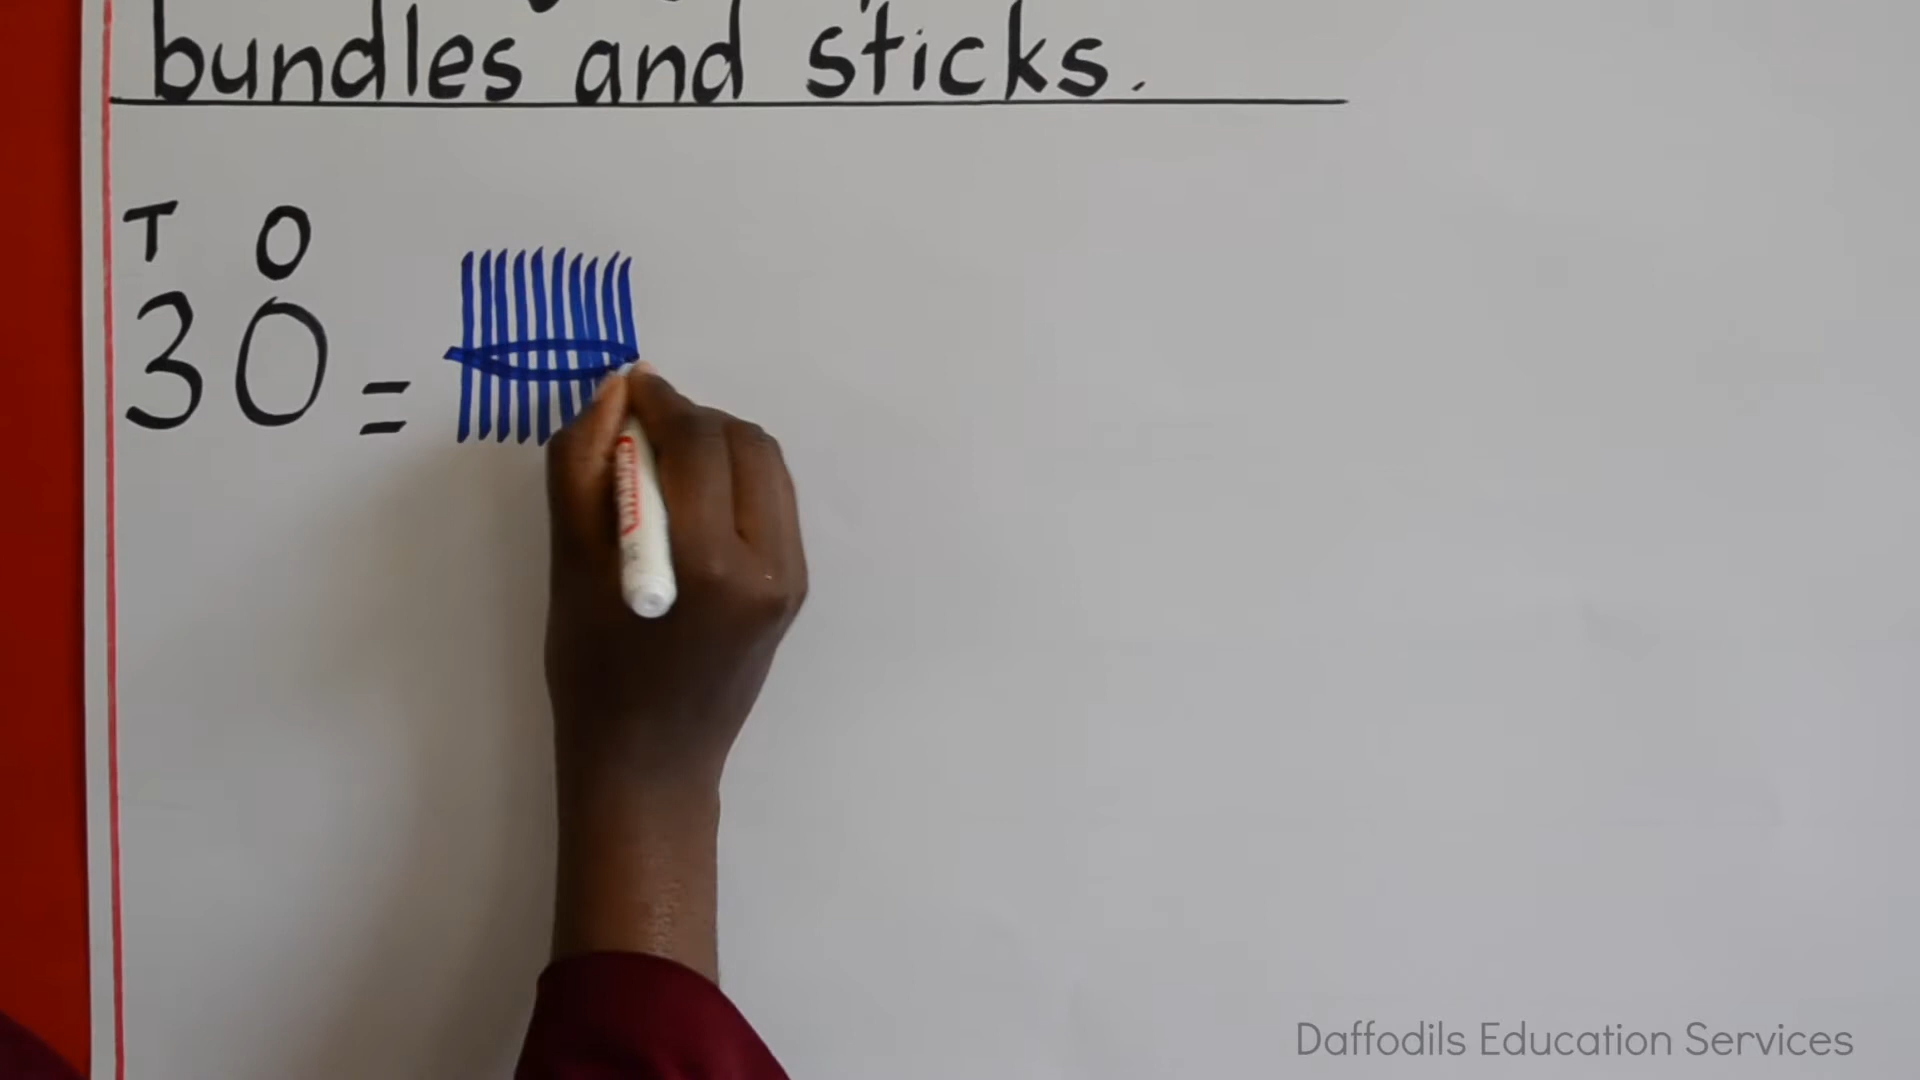 bundles and sticks.
T O
30 =
Daffodils Education Services